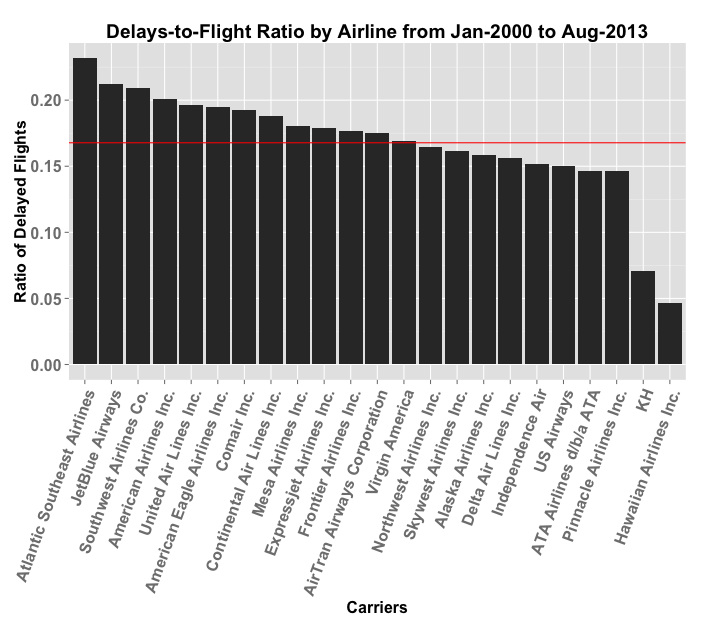 Delays-to-Flight Ratio by Airline from Jan-2000 to Aug-2013
Ratio of Delayed Flights
0.20
0.15
0.10
0.05
0.00
Atlantic Southeast Airlines
JetBlue Airways
Southwest Airlines Co.
American Airlines Inc.
United Air Lines Inc.
American Eagle Airlines Inc.
Comair Inc.
Continental Air Lines Inc.
Mesa Airlines Inc.
Expressjet Airlines Inc.
Frontier Airlines Inc.
AirTran Airways Corporation
Virgin America
Northwest Airlines Inc.
Skywest Airlines Inc.
Alaska Airlines Inc.
Delta Air Lines Inc.
Independence Air
US Airways
ATA Airlines d/b/a ATA
Pinnacle Airlines Inc.
KH
Hawaiian Airlines Inc.
Carriers